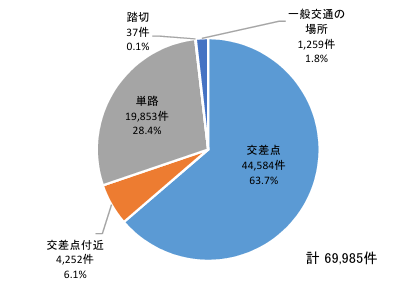 踏切
37件
0.1%
一般交通の
場所
1,259件
1.8%
単路
19,853件
28.4%
交差点
44,584件
63.7%
交差点付近
4,252件
6.1%
計 69,985件